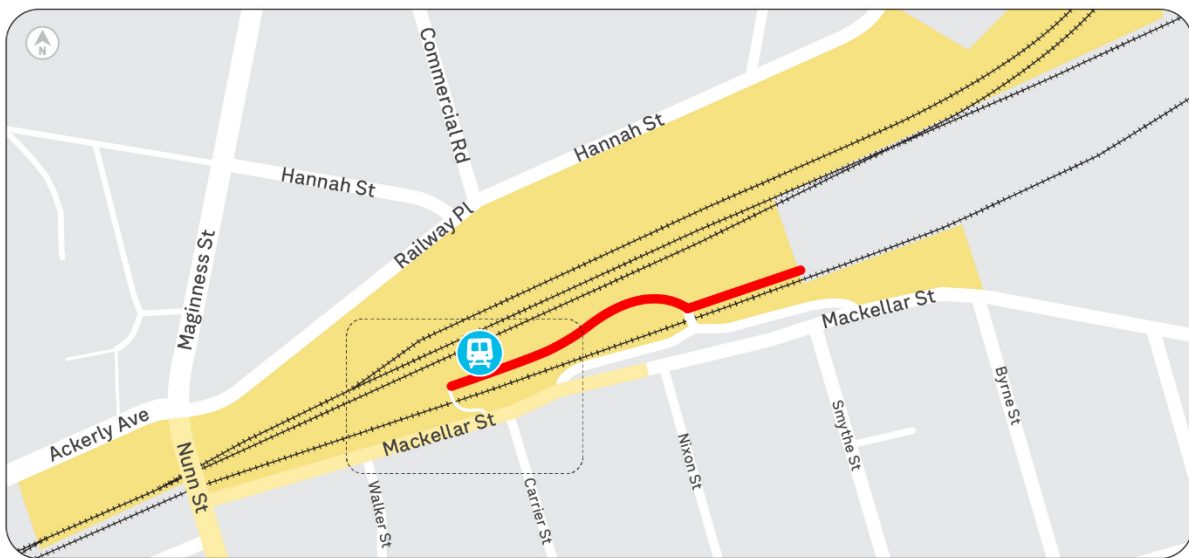 N
Commercial Rd
Hannah St
Hannah St
Railway Pl
Maginness St
Mackellar St
Ackerly Ave
Mackellar St
Nunn St
Byrne St
Smythe St
Nixon St
Walker St
Carrier St